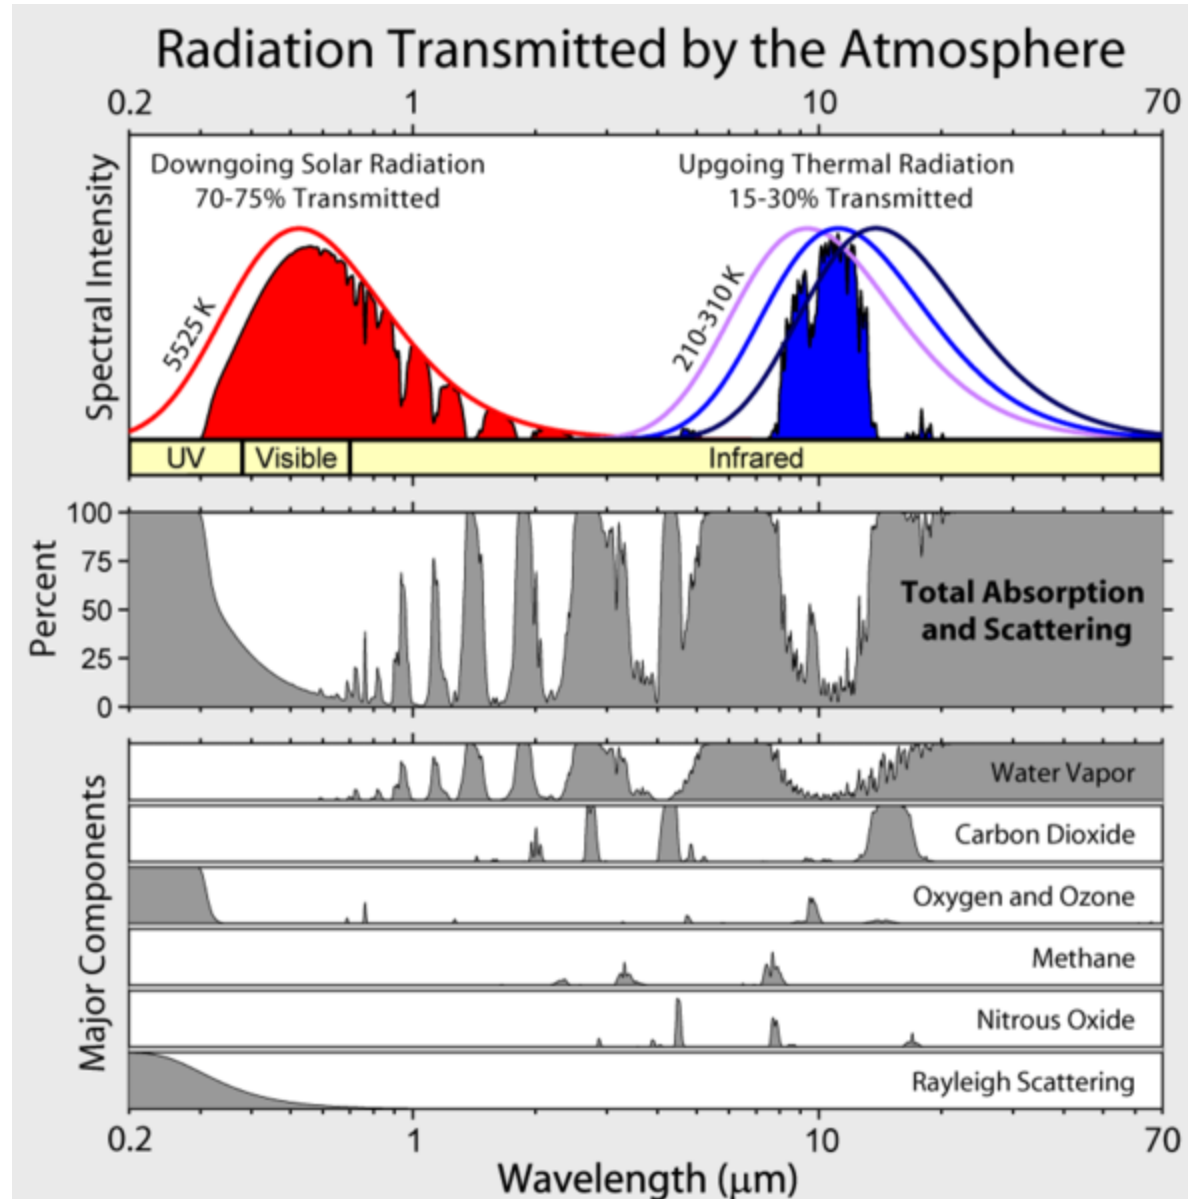 Radiation Transmitted by the Atmosphere
0.2 1 10 70
Downgoing Solar Radiation
70-75% Transmitted
Upgoing Thermal Radiation
15-30% Transmitted
Spectral Intensity
5525 K
210-310 K
UV Visible Infrared
Percent
100
75
50
25
0
Total Absorption
and Scattering
Major Components
Water Vapor
Carbon Dioxide
Oxygen and Ozone
Methane
Nitrous Oxide
Rayleigh Scattering
0.2 1 10 70
Wavelength (μm)